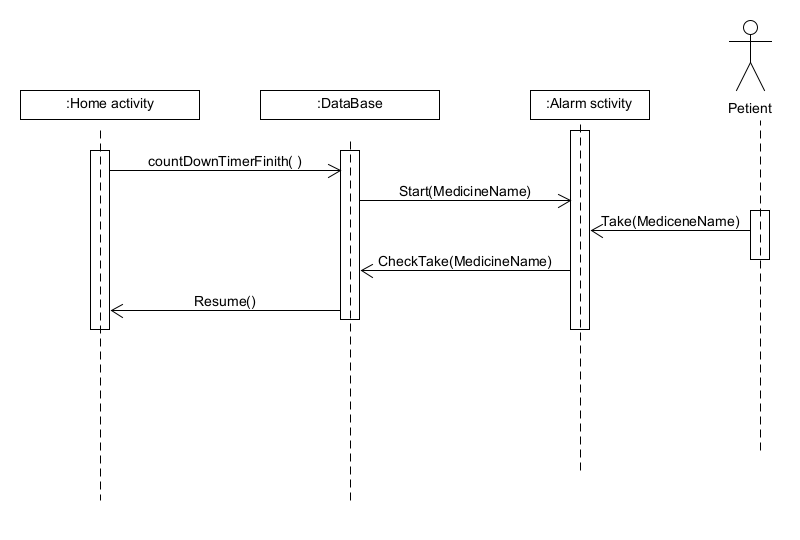 :Home activity
:DataBase
:Alarm sctivity
Petient
countDownTimerFinith( )
Start(MedicineName)
Take(MediceneName)
CheckTake(MedicineName)
Resume()